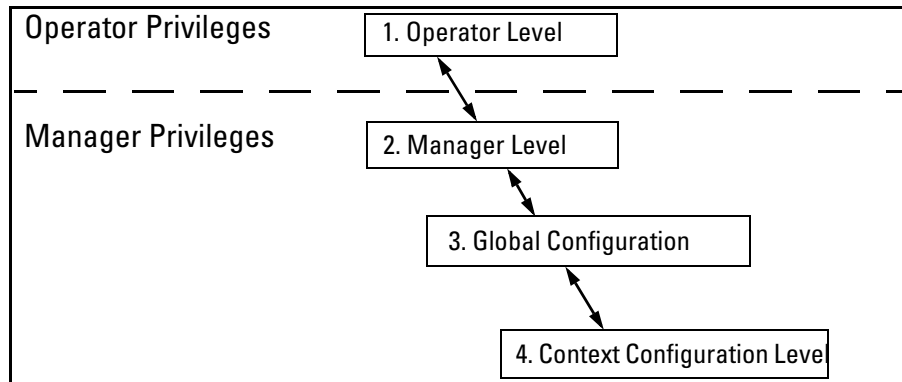 Operator Privileges
1. Operator Level
Manager Privileges
2. Manager Level
3. Global Configuration
4. Context Configuration Level